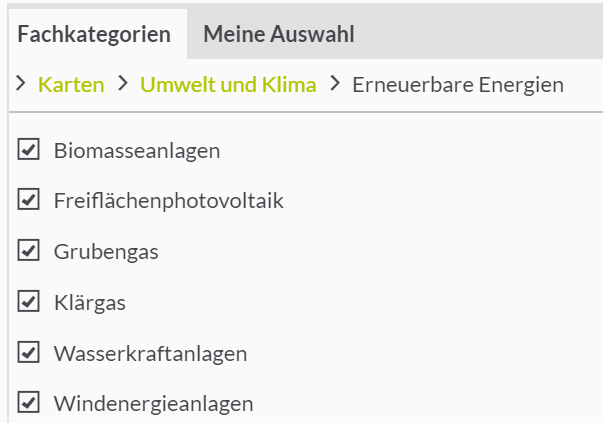 Fachkategorien Meine Auswahl
> Karten > Umwelt und Klima > Erneuerbare Energien
Biomasseanlagen
Freiflächenphotovoltaik
Grubengas
Klärgas
Wasserkraftanlagen
Windenergieanlagen